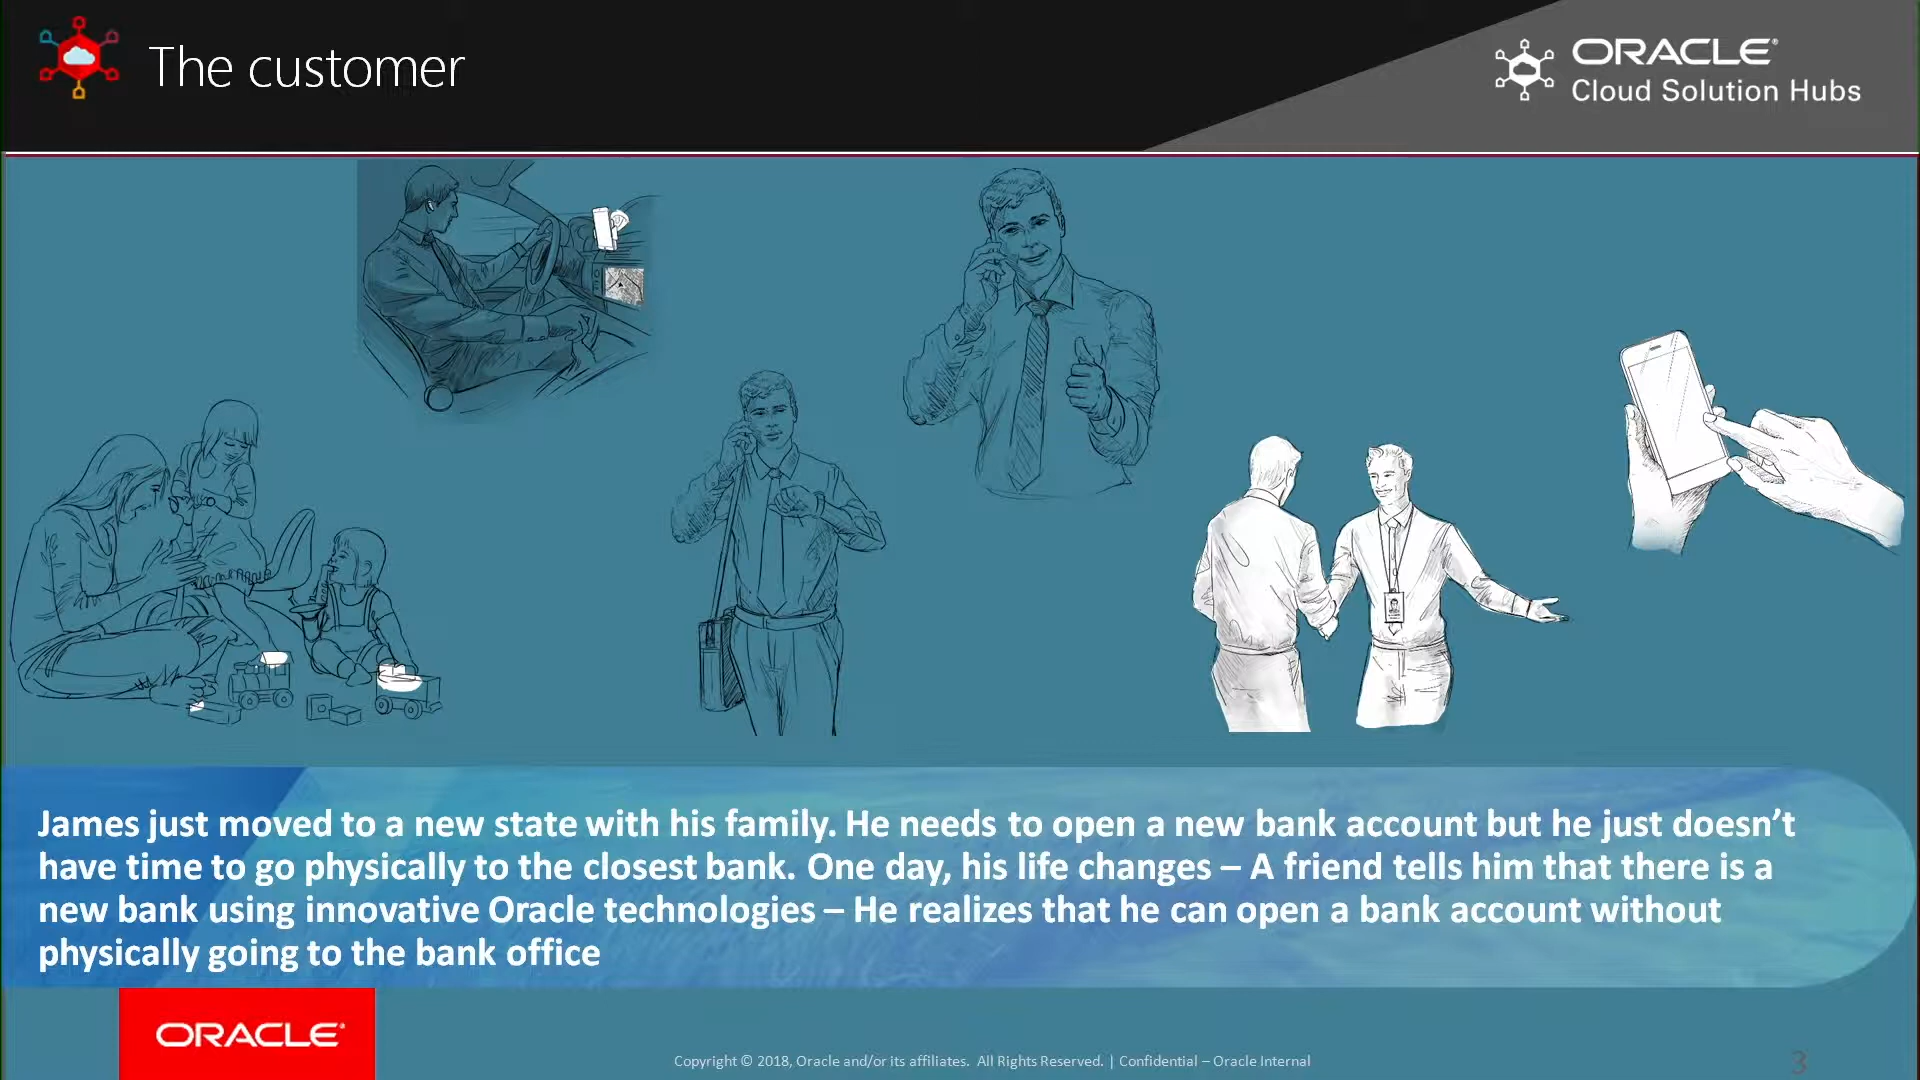 The customer
ORACLE®
Cloud Solution Hubs
James just moved to a new state with his family. He needs to open a new bank account but he just doesn’t
have time to go physically to the closest bank. One day, his life changes – A friend tells him that there is a
new bank using innovative Oracle technologies – He realizes that he can open a bank account without
physically going to the bank office
ORACLE®
Copyright © 2018, Oracle and/or its affiliates. All Rights Reserved. | Confidential – Oracle Internal
3